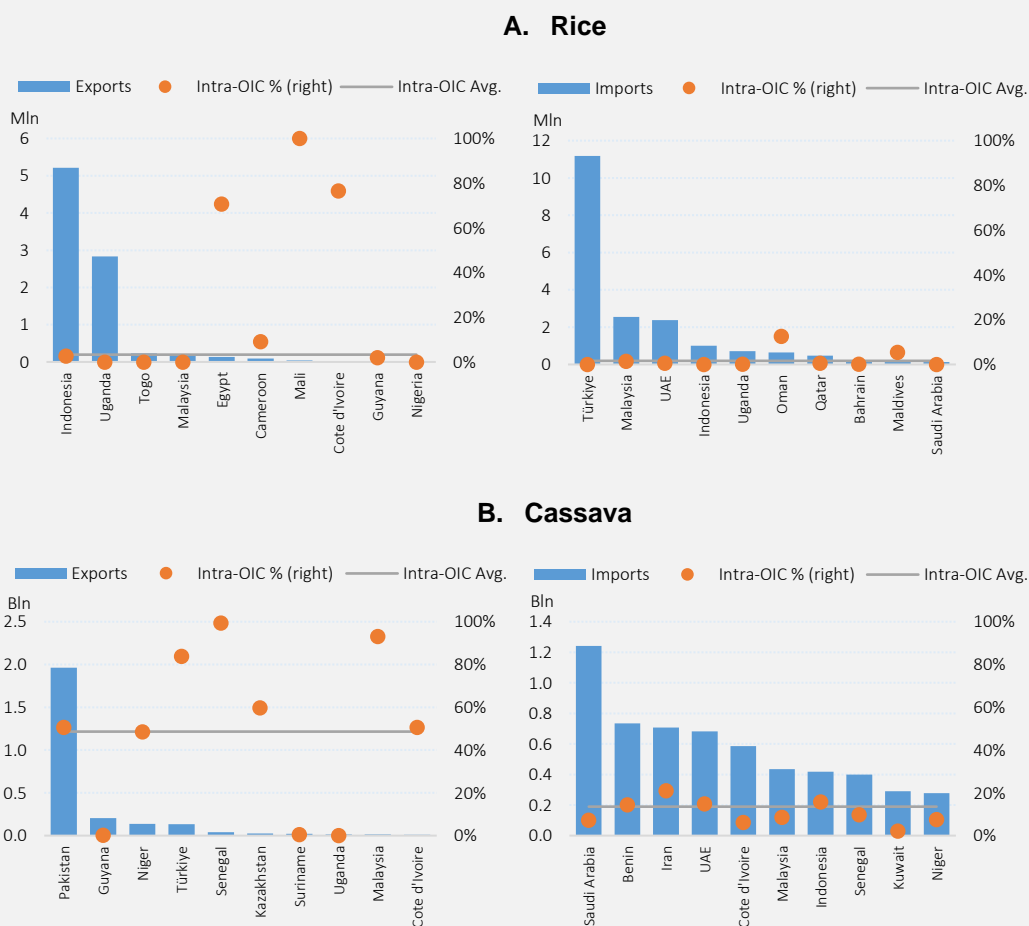 A. Rice
Exports Intra-OIC % (right) Intra-OIC Avg.
Mln
6
5
4
3
2
1
0
100%
80%
60%
40%
20%
0%
Indonesia
Uganda
Togo
Malaysia
Egypt
Cameroon
Mali
Cote d'Ivoire
Guyana
Nigeria
Imports Intra-OIC % (right) Intra-OIC Avg.
Mln
12
10
8
6
4
2
0
100%
80%
60%
40%
20%
0%
Türkiye
Malaysia
UAE
Indonesia
Uganda
Oman
Qatar
Bahrain
Maldives
Saudi Arabia
B. Cassava
Exports Intra-OIC % (right) Intra-OIC Avg.
Bln
2.5
2.0
1.5
1.0
0.5
0.0
100%
80%
60%
40%
20%
0%
Pakistan
Guyana
Niger
Türkiye
Senegal
Kazakhstan
Suriname
Uganda
Malaysia
Cote d'Ivoire
Imports Intra-OIC % (right) Intra-OIC Avg.
Bln
1.4
1.2
1.0
0.8
0.6
0.4
0.2
0.0
100%
80%
60%
40%
20%
0%
Saudi Arabia
Benin
Iran
UAE
Cote d'Ivoire
Malaysia
Indonesia
Senegal
Kuwait
Niger